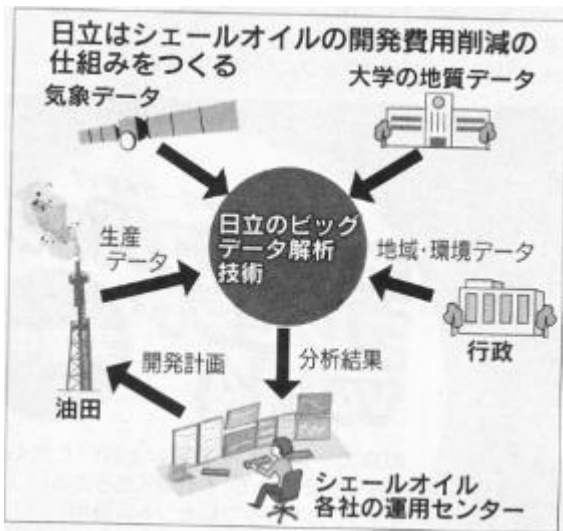 日立はシェールオイルの開発費用削減の
仕組みをつくる
気象データ
大学の地質データ
日立のビッグ
データ解析
技術
生産
データ
地域・環境データ
行政
開発計画
分析結果
油田
シェールオイル
各社の運用センター